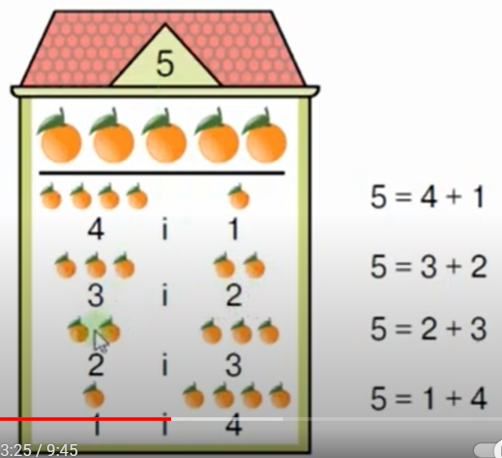 5
4 i 1
5 = 4 + 1
3 i 2
5 = 3 + 2
2 i 3
5 = 2 + 3
1 i 4
5 = 1 + 4
3:25 / 9:45